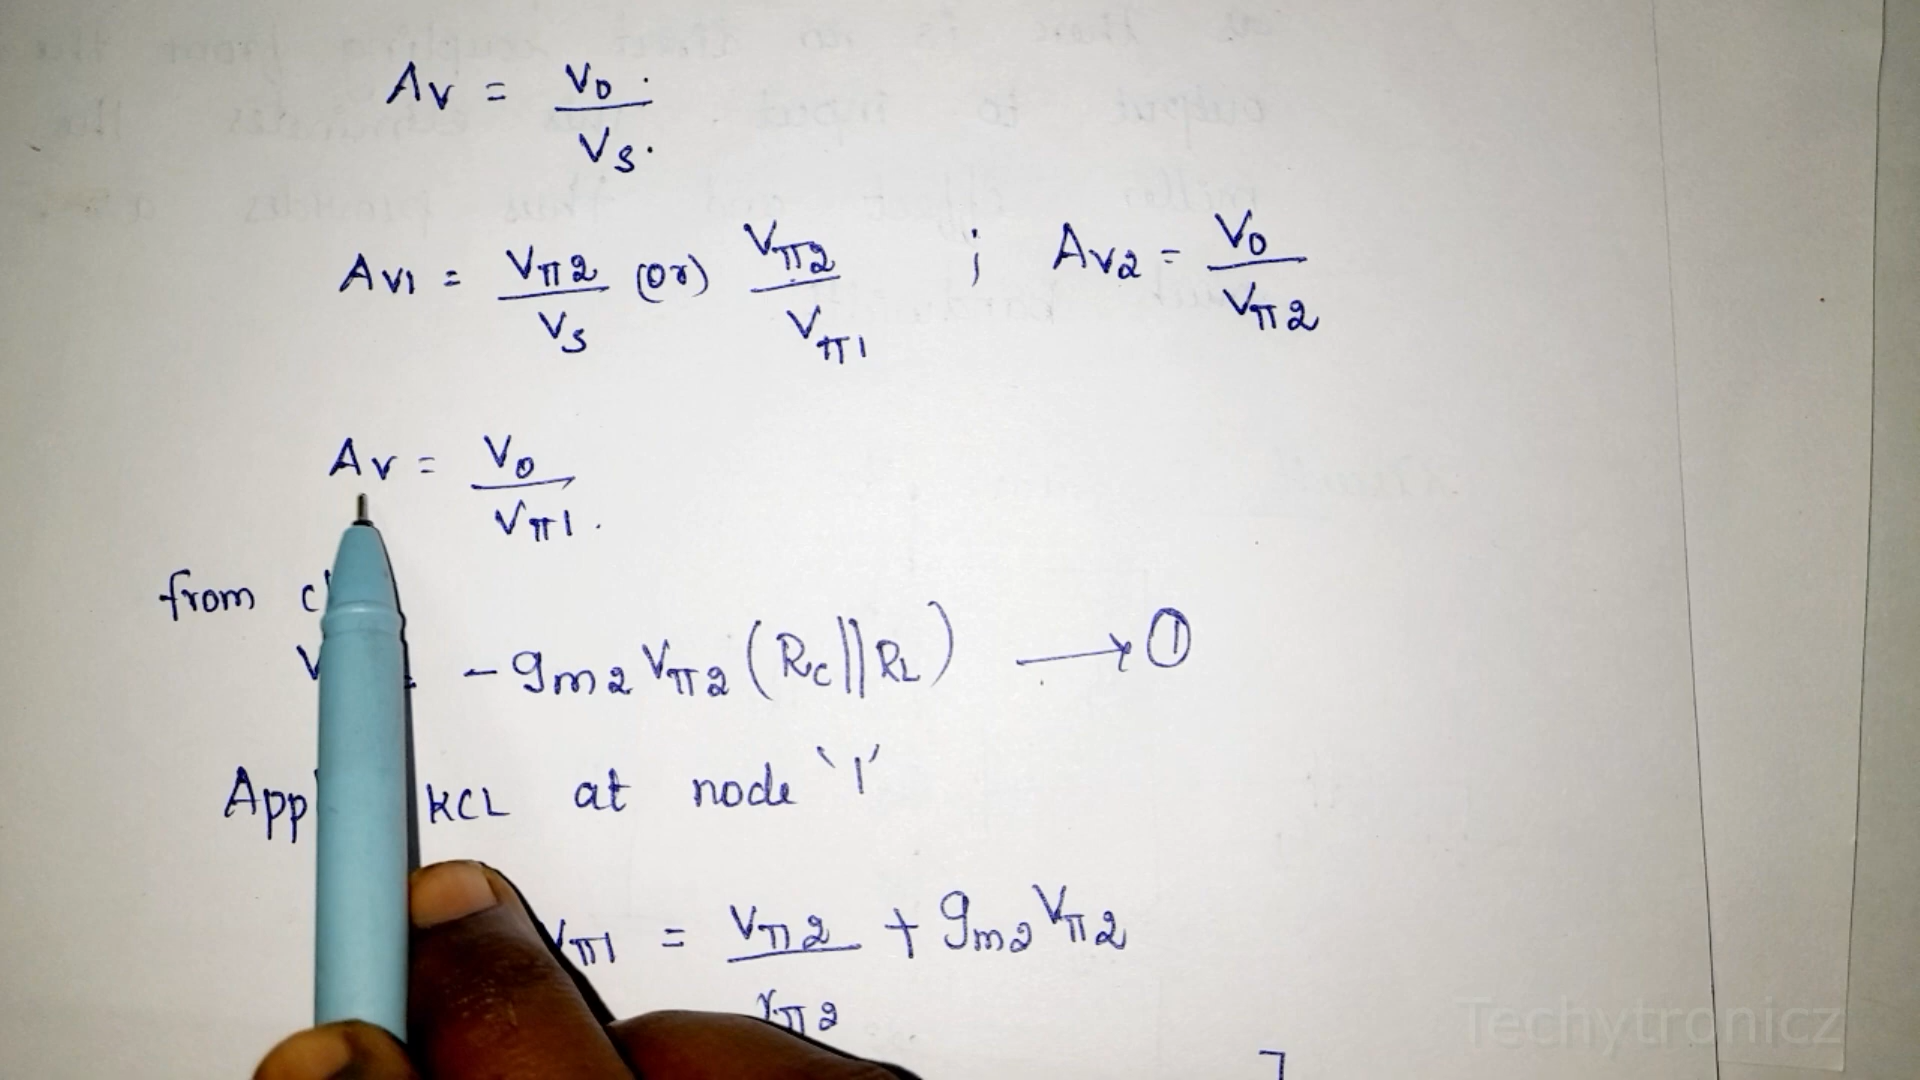 Av = Vo / Vs.
Av1 = Vπ2 / Vs (or) Vπ2 / Vπ1 ; Av2 = Vo / Vπ2
Av = Vo / Vπ1.
from
= -gm2 Vπ2 (Rc || RL) → ①
KCL at node '1'
Vπ1 = Vπ2 / rπ2 + gm2 Vπ2
]
Techytronicz